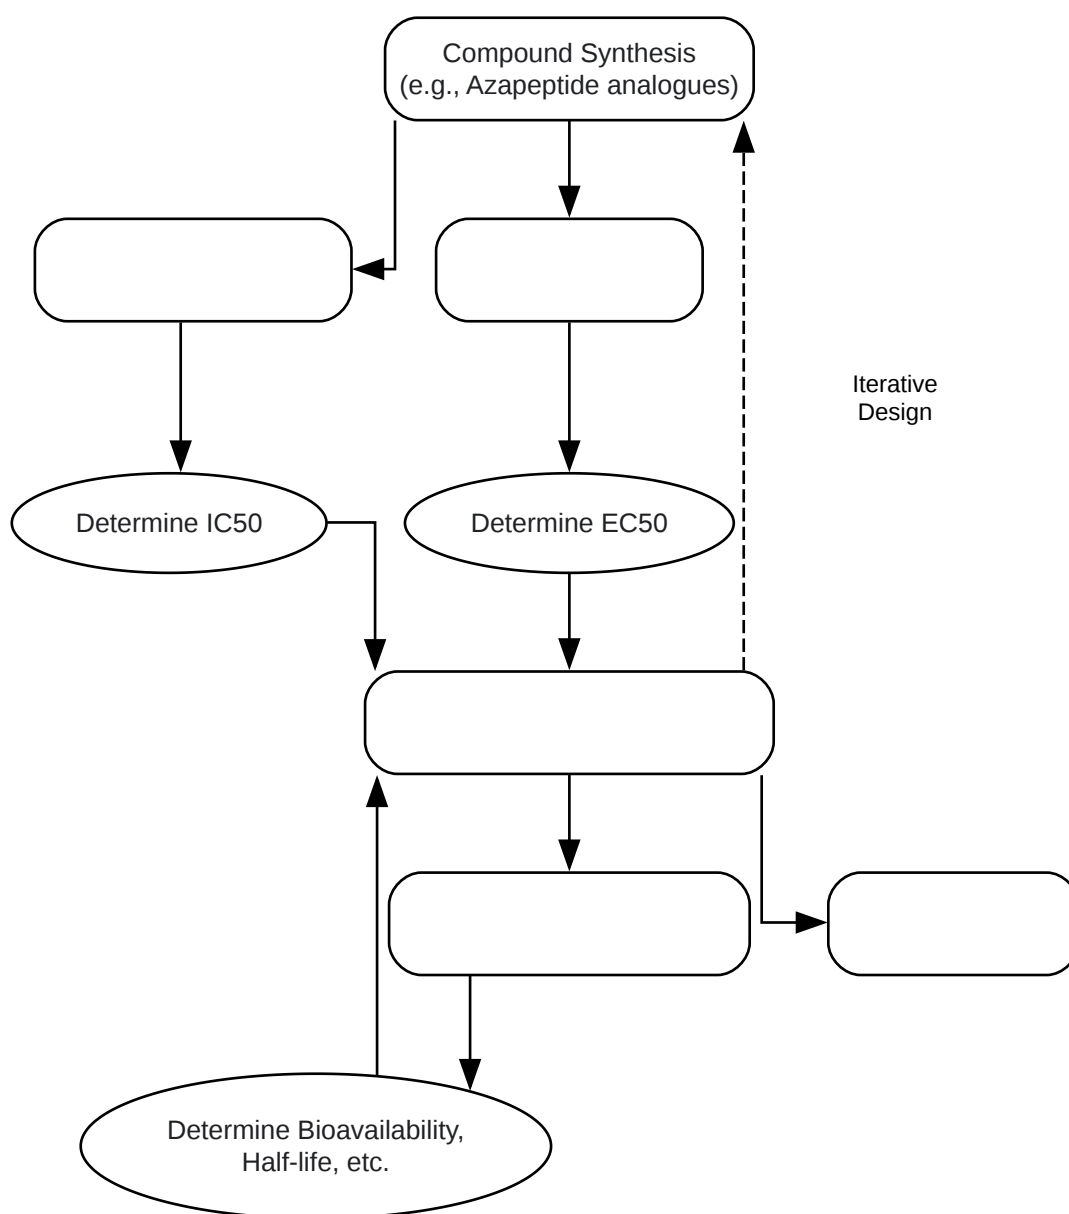 Compound Synthesis
(e.g., Azapeptide analogues)
Iterative
Design
Determine IC50
Determine EC50
Determine Bioavailability,
Half-life, etc.